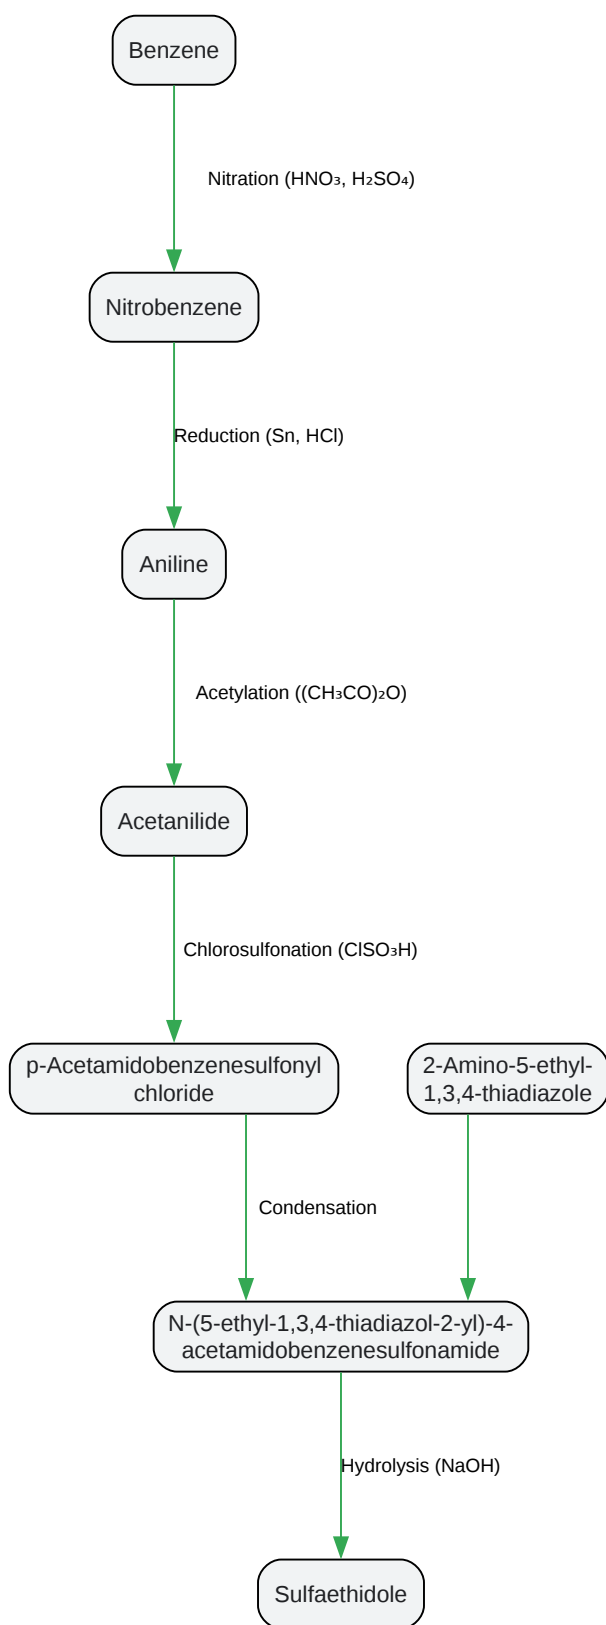 Benzene
Nitration (HNO₃, H₂SO₄)
Nitrobenzene
Reduction (Sn, HCl)
Aniline
Acetylation ((CH₃CO)₂O)
Acetanilide
Chlorosulfonation (ClSO₃H)
p-Acetamidobenzenesulfonyl
chloride
2-Amino-5-ethyl-
1,3,4-thiadiazole
Condensation
N-(5-ethyl-1,3,4-thiadiazol-2-yl)-4-
acetamidobenzenesulfonamide
Hydrolysis (NaOH)
Sulfaethidole